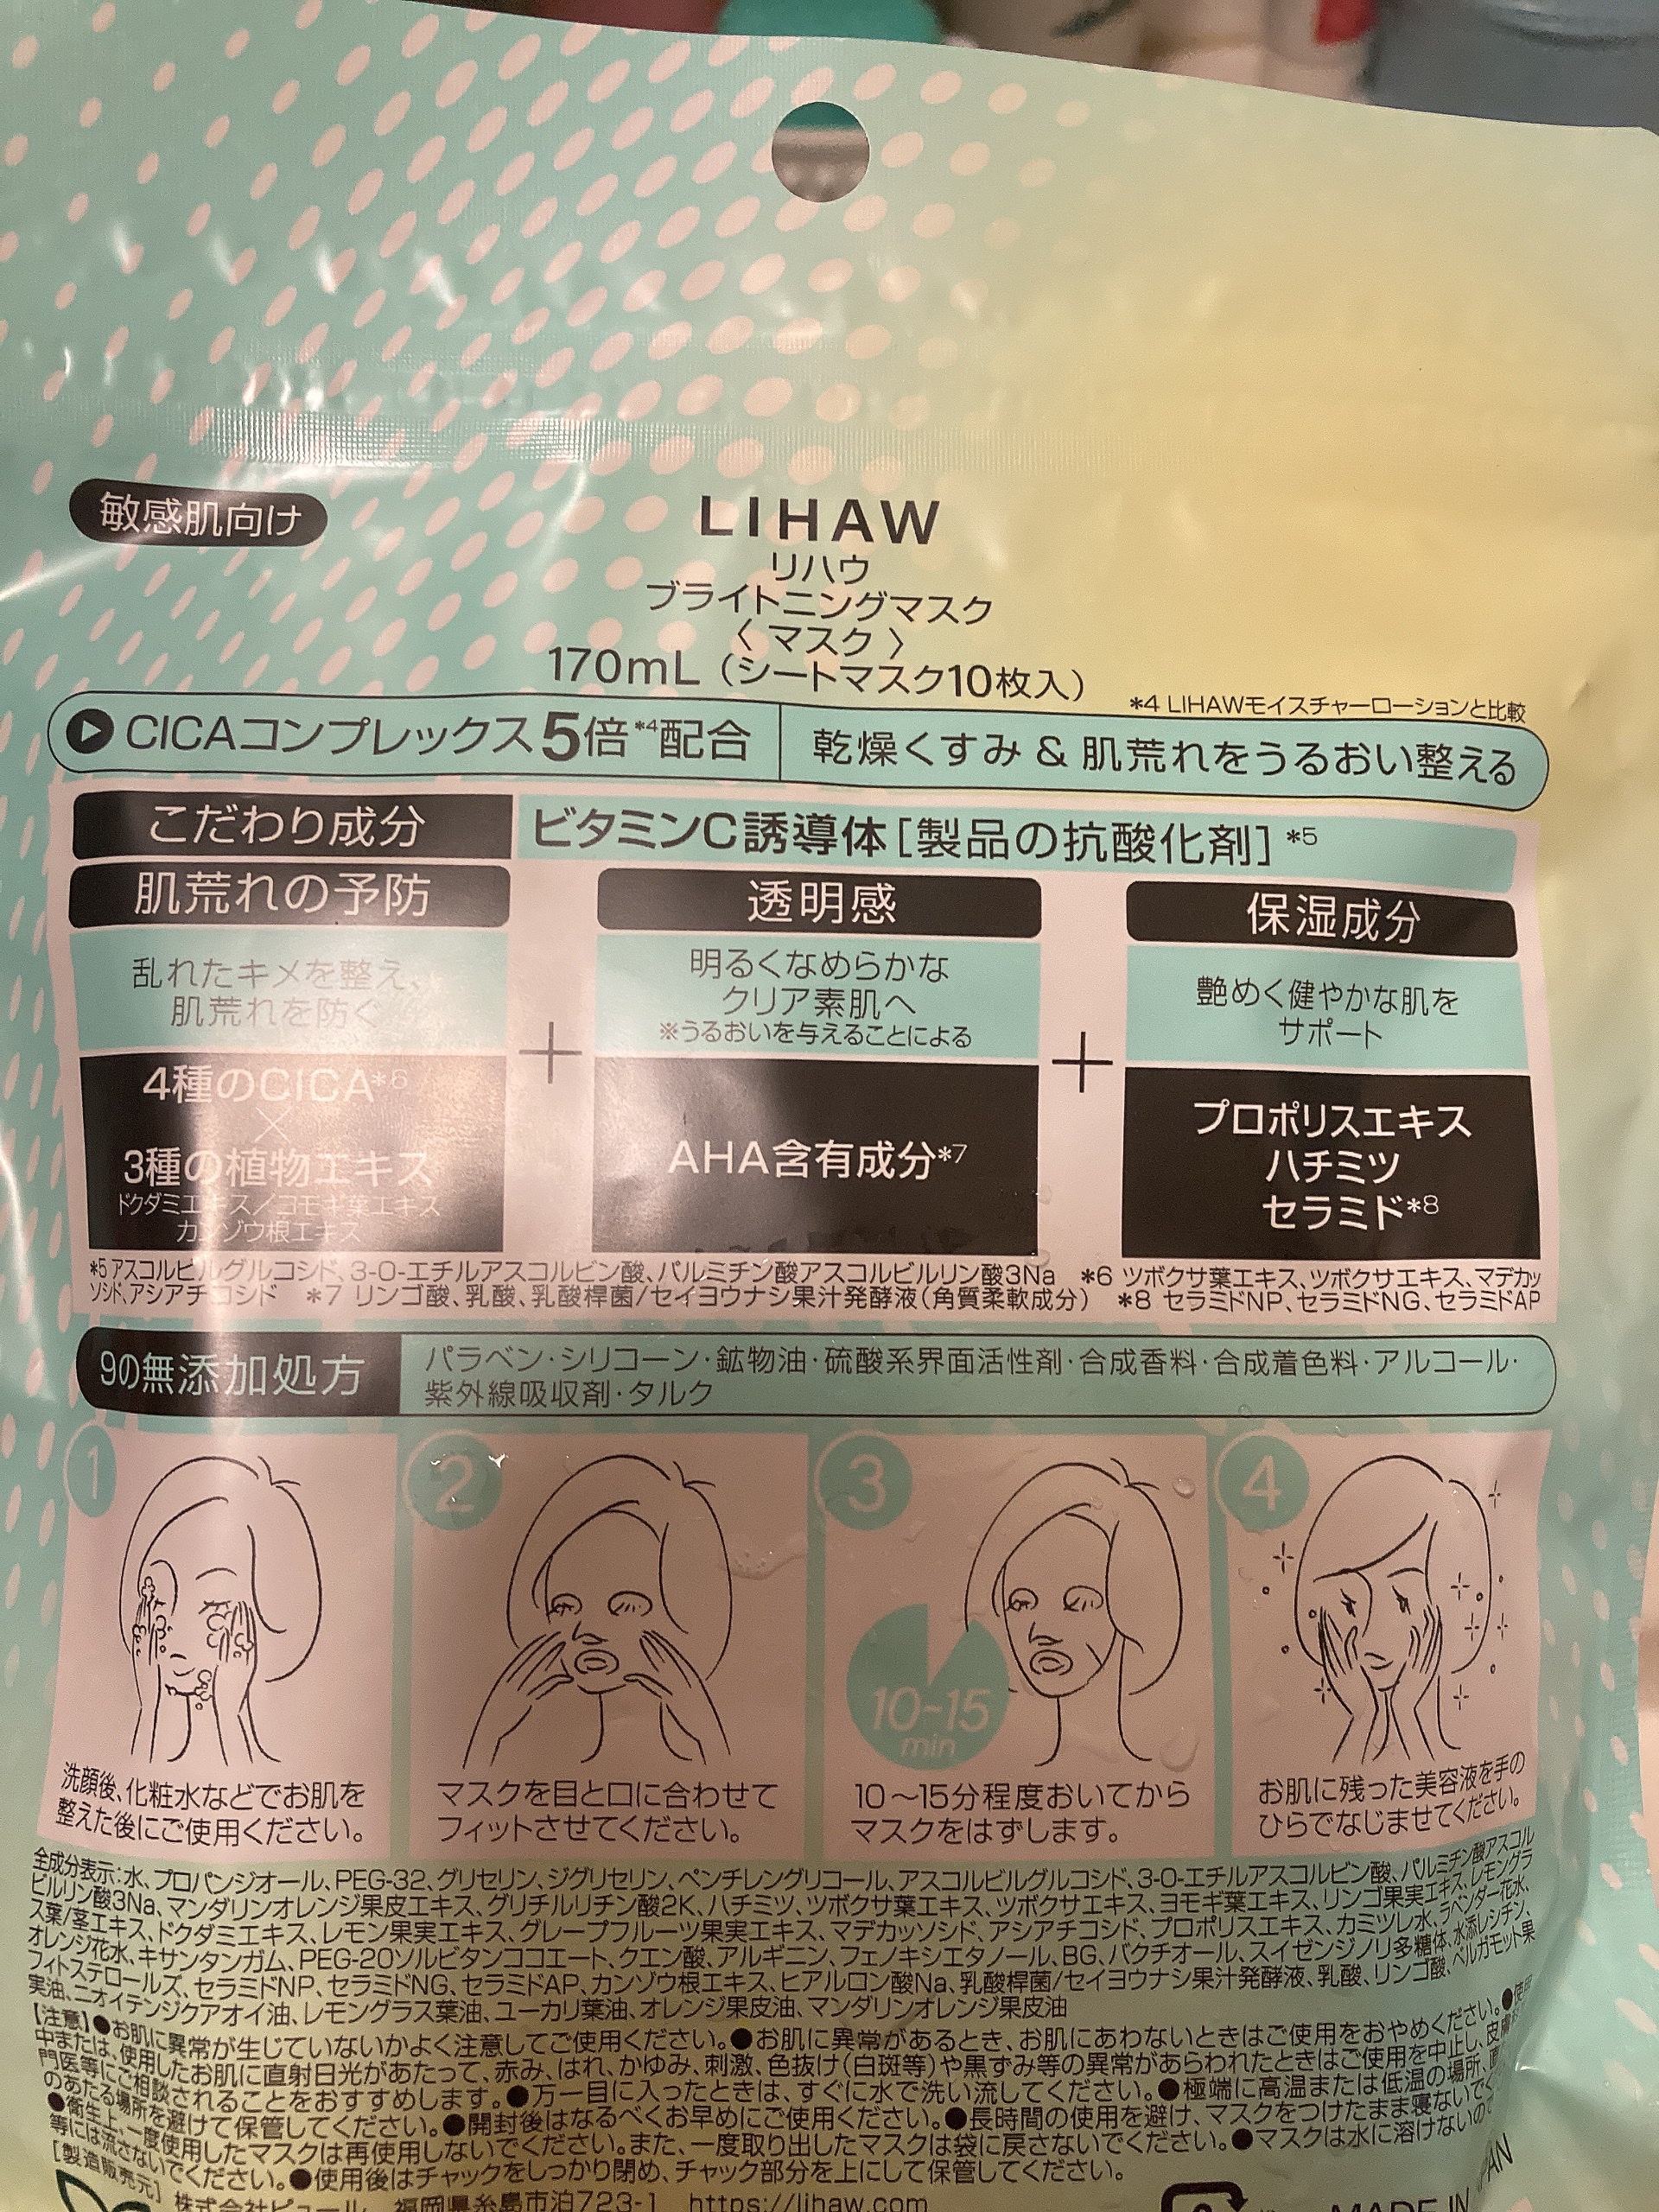 敏感肌向け
LIHAW
リハウ
ブライトニングマスク
〈 マスク 〉
170mL（シートマスク10枚入）
*4 LIHAWモイスチャーローションと比較
CICAコンプレックス5倍*4配合
乾燥くすみ & 肌荒れをうるおい整える
こだわり成分
ビタミンC誘導体[製品の抗酸化剤]*5
肌荒れの予防
乱れたキメを整え、
肌荒れを防ぐ
4種のCICA*6
×
3種の植物エキス
ドクダミエキス/ヨモギ葉エキス
カンゾウ根エキス
+
透明感
明るくなめらかな
クリア素肌へ
※うるおいを与えることによる
AHA含有成分*7
+
保湿成分
艶めく健やかな肌を
サポート
プロポリスエキス
ハチミツ
セラミド*8
*5 アスコルビルグルコシド、3-O-エチルアスコルビン酸、パルミチン酸アスコルビルリン酸3Na *6 ツボクサ葉エキス、ツボクサエキス、マデカッ
ソシド、アシアチコシド *7 リンゴ酸、乳酸、乳酸桿菌/セイヨウナシ果汁発酵液(角質柔軟成分) *8 セラミドNP、セラミドNG、セラミドAP
9の無添加処方
パラベン・シリコーン・鉱物油・硫酸系界面活性剤・合成香料・合成着色料・アルコール・
紫外線吸収剤・タルク
1
洗顔後、化粧水などでお肌を
整えた後にご使用ください。
2
マスクを目と口に合わせて
フィットさせてください。
3
10~15
min
10～15分程度おいてから
マスクをはずします。
4
お肌に残った美容液を手の
ひらでなじませてください。
全成分表示：水、プロパンジオール、PEG-32、グリセリン、ジグリセリン、ペンチレングリコール、アスコルビルグルコシド、3-O-エチルアスコルビン酸、パルミチン酸アスコル
ビルリン酸3Na、マンダリンオレンジ果皮エキス、グリチルリチン酸2K、ハチミツ、ツボクサ葉エキス、ツボクサエキス、ヨモギ葉エキス、リンゴ果実エキス、レモングラ
ス葉/茎エキス、ドクダミエキス、レモン果実エキス、グレープフルーツ果実エキス、マデカッソシド、アシアチコシド、プロポリスエキス、カミツレ水、ラベンダー花水、
オレンジ花水、キサンタンガム、PEG-20ソルビタンココエート、クエン酸、アルギニン、フェノキシエタノール、BG、バクチオール、スイゼンジノリ多糖体、水添レシチン、
フィトステロールズ、セラミドNP、セラミドNG、セラミドAP、カンゾウ根エキス、ヒアルロン酸Na、乳酸桿菌/セイヨウナシ果汁発酵液、乳酸、リンゴ酸、ベルガモット果
実油、ニオイテンジクアオイ油、レモングラス葉油、ユーカリ葉油、オレンジ果皮油、マンダリンオレンジ果皮油
【注意】●お肌に異常が生じていないかよく注意してご使用ください。●お肌に異常があるとき、お肌にあわないときはご使用をおやめください。●使用
中または、使用したお肌に直射日光があたって、赤み、はれ、かゆみ、刺激、色抜け(白斑等)や黒ずみ等の異常があらわれたときはご使用を中止し、皮膚
門医等にご相談されることをおすすめします。●万一目に入ったときは、すぐに水で洗い流してください。●極端に高温または低温の場所、直
のあたる場所を避けて保管してください。●開封後はなるべくお早めにご使用ください。●長時間の使用を避け、マスクをつけたまま寝ないでく
●衛生上、一度使用したマスクは再使用しないでください。また、一度取り出したマスクは袋に戻さないでください。●マスクは水に溶けないので
等には流さないでください。●使用後はチャックをしっかり閉め、チャック部分を上にして保管してください。
[製造販売元]
株式会社ピュール 福岡県糸島市泊723-1 https://lihaw.com
MADE IN